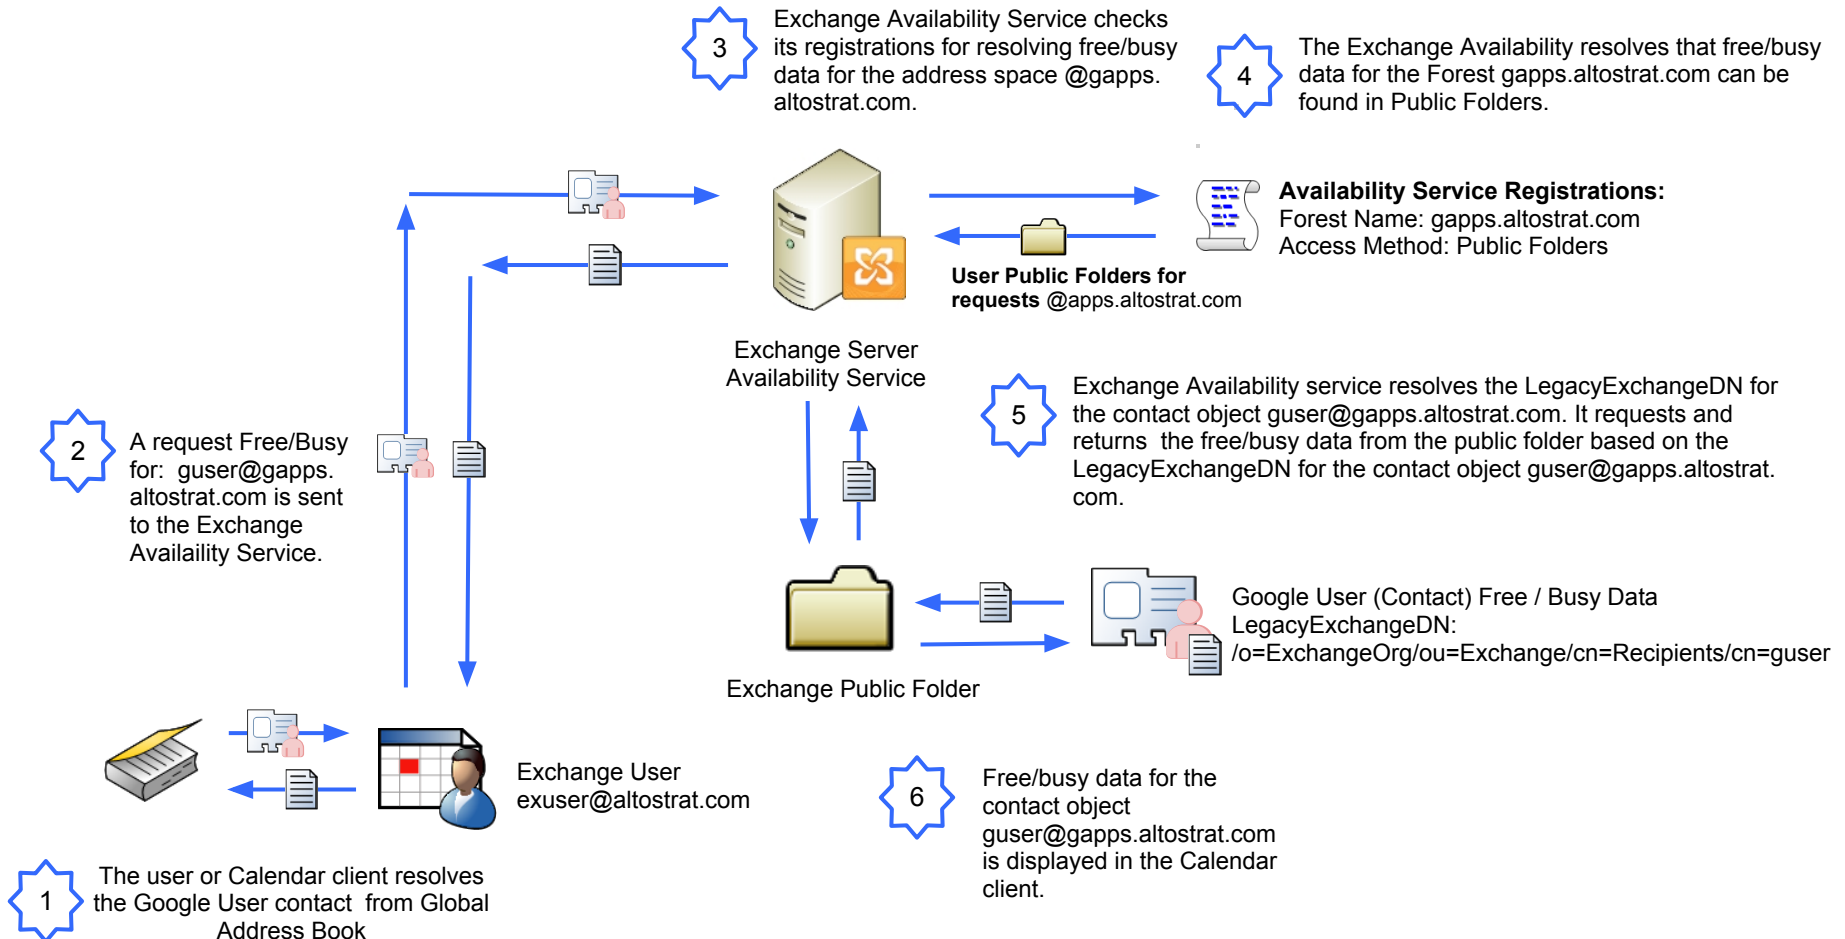 3
Exchange Availability Service checks
its registrations for resolving free/busy
data for the address space @gapps.
altostrat.com.
4
The Exchange Availability resolves that free/busy
data for the Forest gapps.altostrat.com can be
found in Public Folders.
Availability Service Registrations:
Forest Name: gapps.altostrat.com
Access Method: Public Folders
User Public Folders for
requests @apps.altostrat.com
Exchange Server
Availability Service
5
Exchange Availability service resolves the LegacyExchangeDN for
the contact object guser@gapps.altostrat.com. It requests and
returns  the free/busy data from the public folder based on the
LegacyExchangeDN for the contact object guser@gapps.altostrat.
com.
2
A request Free/Busy
for:  guser@gapps.
altostrat.com is sent
to the Exchange
Availaility Service.
Google User (Contact) Free / Busy Data
LegacyExchangeDN:
/o=ExchangeOrg/ou=Exchange/cn=Recipients/cn=guser
Exchange Public Folder
Exchange User
exuser@altostrat.com
6
Free/busy data for the
contact object
guser@gapps.altostrat.com
is displayed in the Calendar
client.
1
The user or Calendar client resolves
the Google User contact  from Global
Address Book